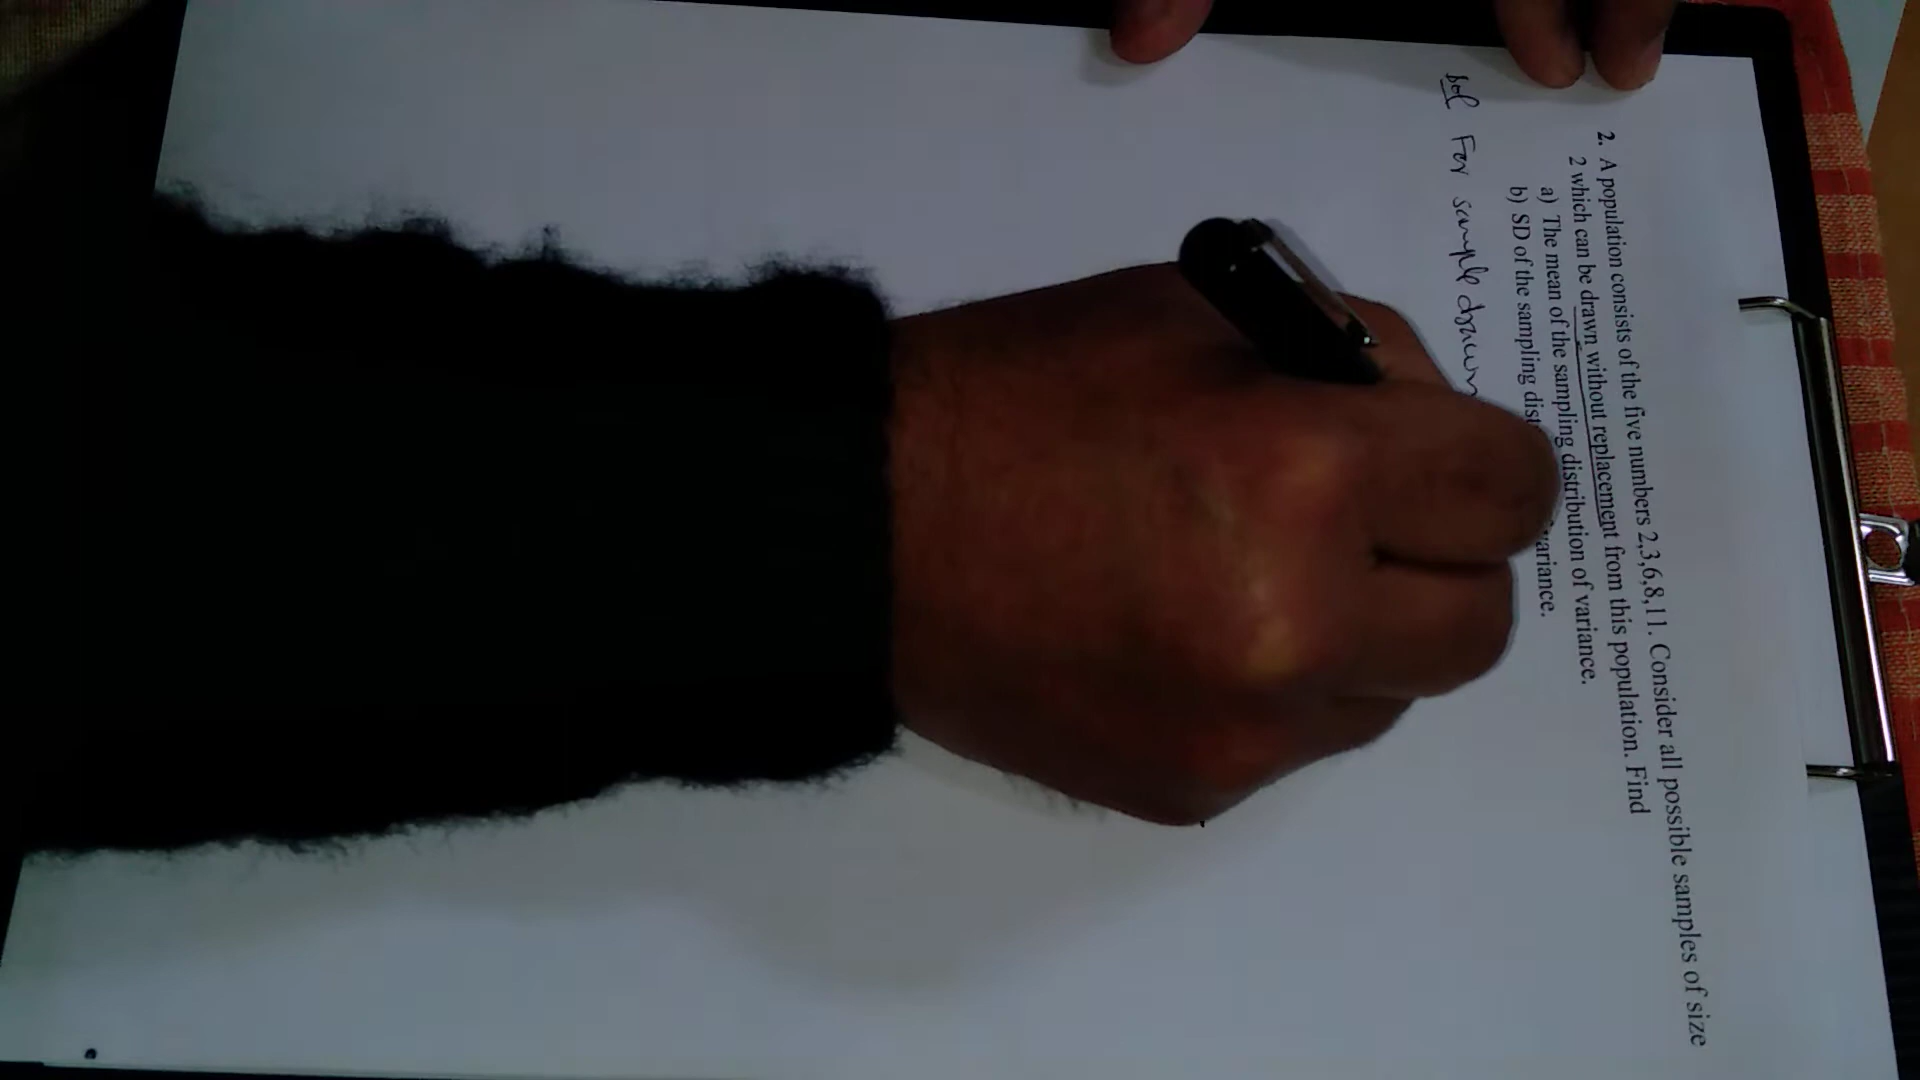 2. A population consists of the five numbers 2,3,6,8,11. Consider all possible samples of size
2 which can be drawn without replacement from this population. Find
a) The mean of the sampling distribution of variance.
b) SD of the sampling dist variance.
Sol For sample drawn